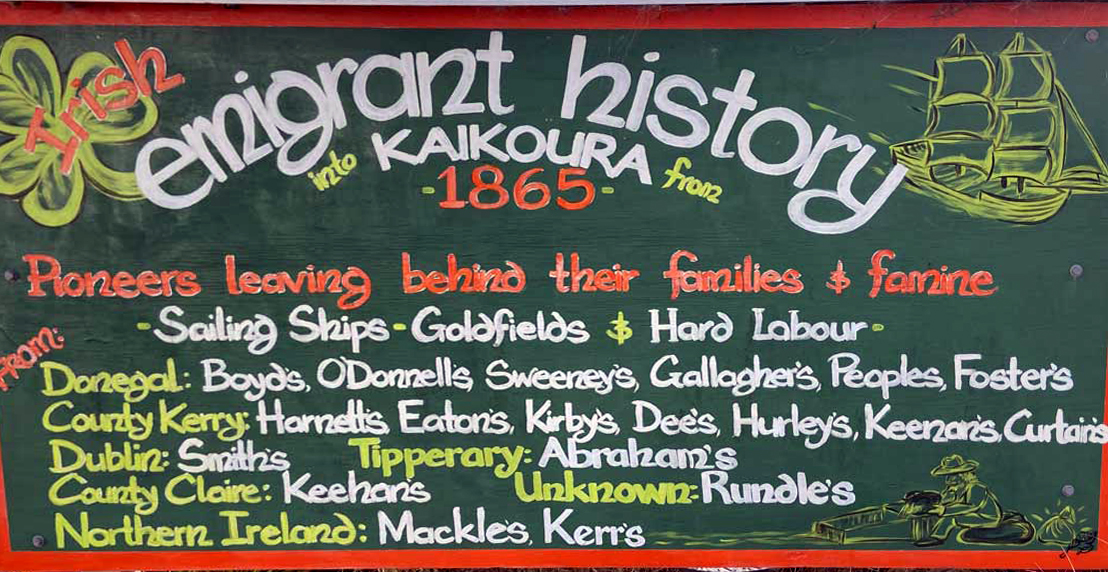 Irish
emigrant history
into KAIKOURA from
-1865-
Pioneers leaving behind their families & famine
-Sailing Ships-Goldfields & Hard Labour-
From:
Donegal: Boyd's, O'Donnell's, Sweeney's, Gallagher's, Peoples, Foster's
County Kerry: Harnett's, Eaton's, Kirby's, Dee's, Hurley's, Keenan's, Curtain's
Dublin: Smith's Tipperary: Abraham's
County Claire: Keehan's Unknown: Rundle's
Northern Ireland: Mackle's, Kerr's